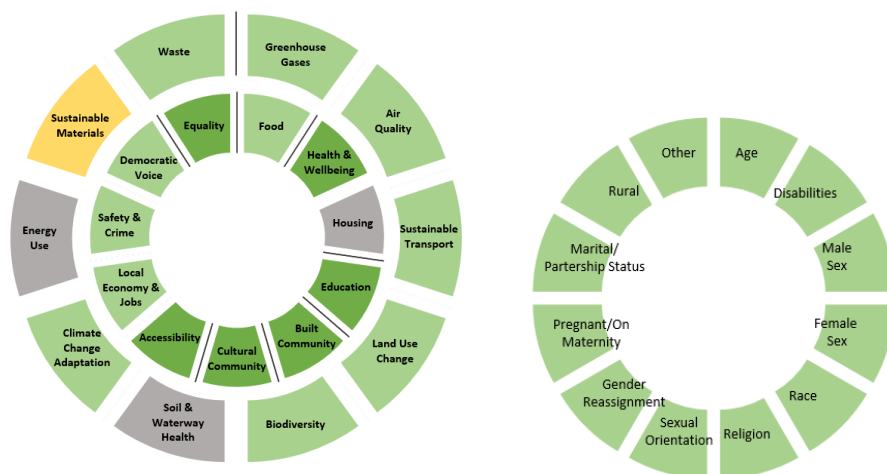 Waste
Greenhouse
Gases
Air
Quality
Sustainable
Transport
Land Use
Change
Biodiversity
Soil &
Waterway
Health
Climate
Change
Adaptation
Energy
Use
Sustainable
Materials
Equality
Food
Health &
Wellbeing
Housing
Education
Built
Community
Cultural
Community
Accessibility
Local
Economy &
Jobs
Safety &
Crime
Democratic
Voice
Other
Age
Disabilities
Male
Sex
Female
Sex
Race
Religion
Sexual
Orientation
Gender
Reassignment
Pregnant/On
Maternity
Marital/
Partership Status
Rural